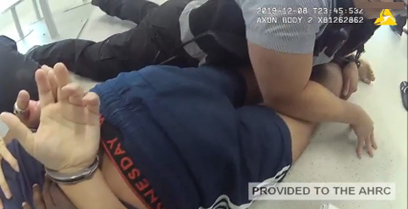 2019-12-08 T23:45:53Z
AXON BODY 2 X81262862
NESDAY
PROVIDED TO THE AHRC